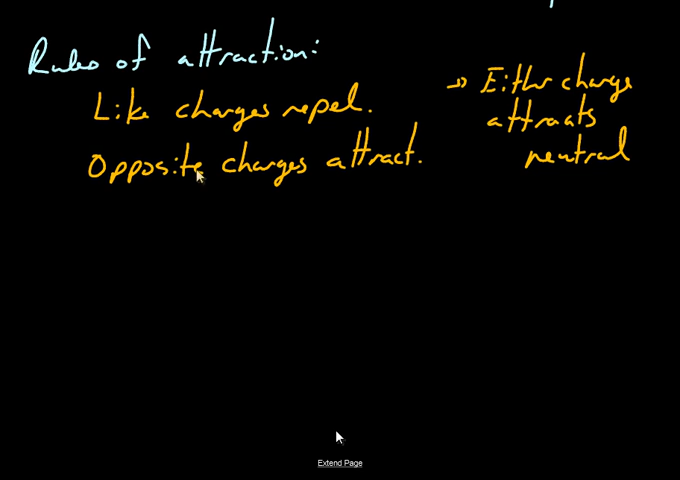 Rules of attraction:
Like charges repel.
Opposite charges attract.
→ Either charge
attracts
neutral
Extend Page